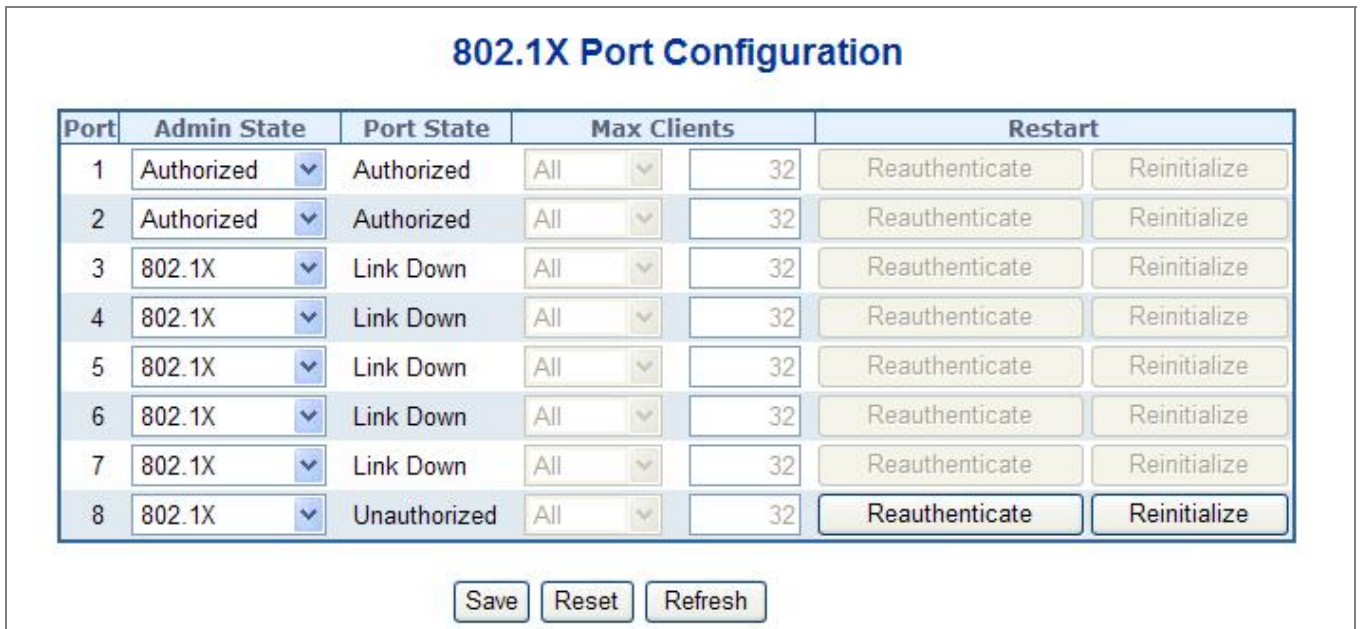 802.1X Port Configuration
Port Admin State Port State Max Clients Restart
1 Authorized Authorized All 32 Reauthenticate Reinitialize
2 Authorized Authorized All 32 Reauthenticate Reinitialize
3 802.1X Link Down All 32 Reauthenticate Reinitialize
4 802.1X Link Down All 32 Reauthenticate Reinitialize
5 802.1X Link Down All 32 Reauthenticate Reinitialize
6 802.1X Link Down All 32 Reauthenticate Reinitialize
7 802.1X Link Down All 32 Reauthenticate Reinitialize
8 802.1X Unauthorized All 32 Reauthenticate Reinitialize
Save Reset Refresh